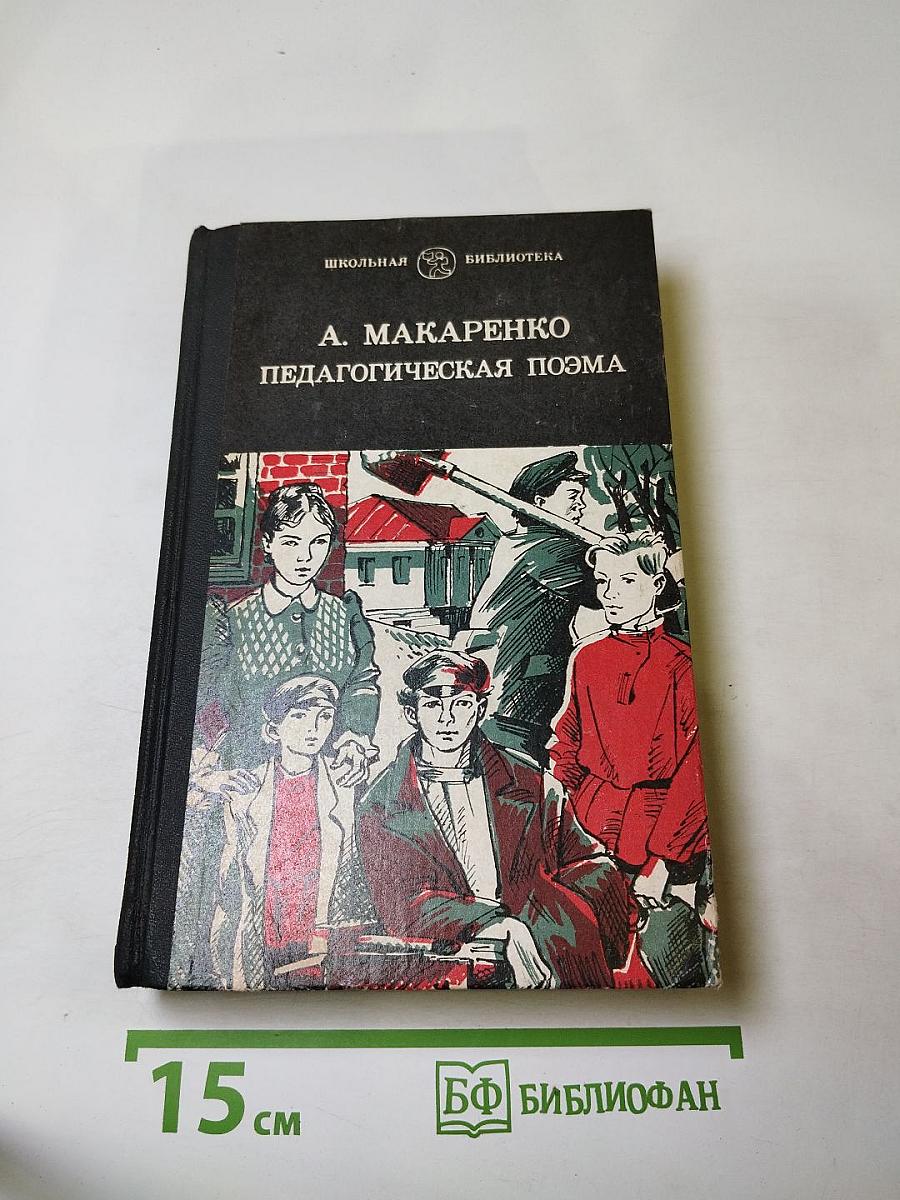 ШКОЛЬНАЯ БИБЛИОТЕКА
А. МАКАРЕНКО
ПЕДАГОГИЧЕСКАЯ ПОЭМА
15 см
БФ БИБЛИОФАН